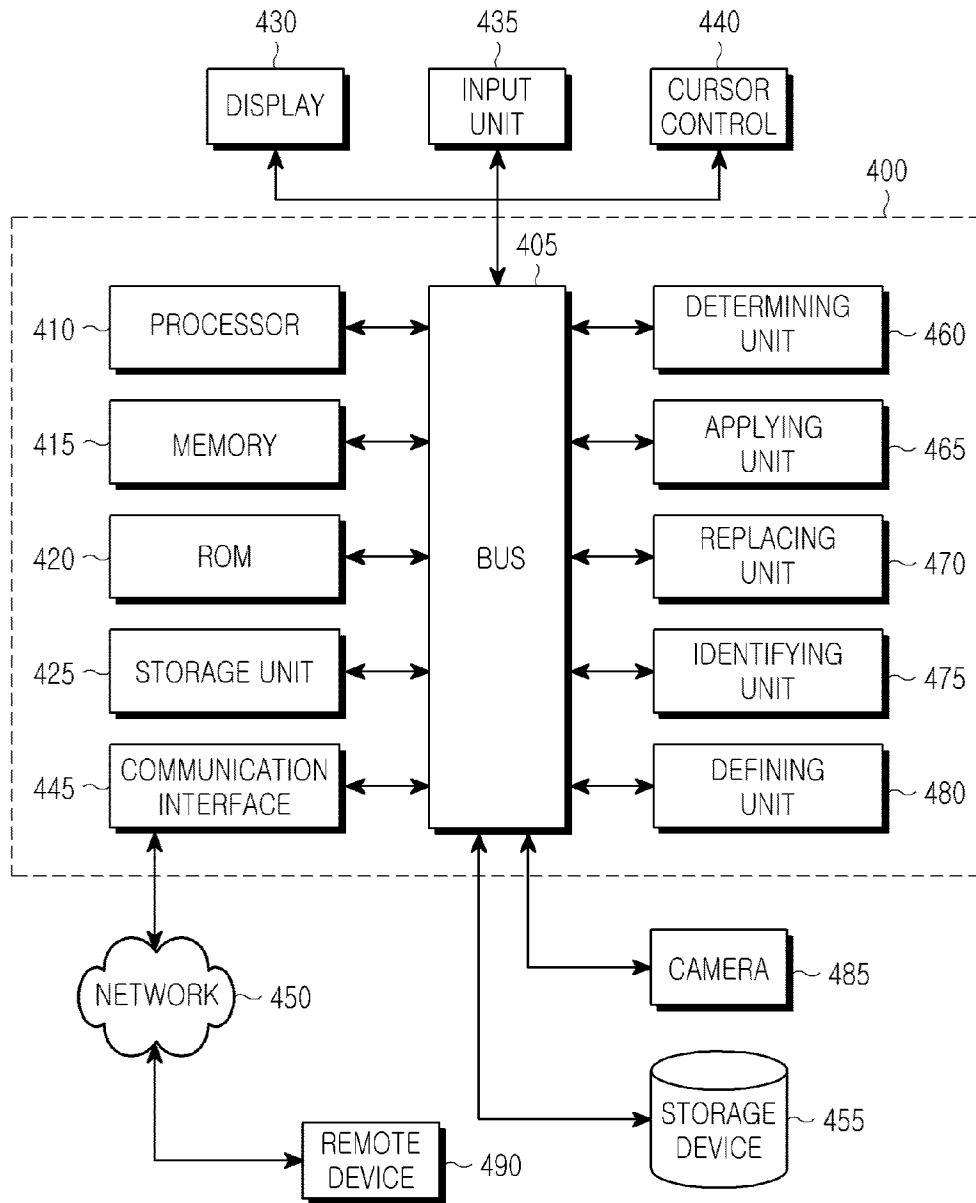 430
435
440
DISPLAY
INPUT
UNIT
CURSOR
CONTROL
400
405
410
PROCESSOR
DETERMINING
UNIT
460
415
MEMORY
APPLYING
UNIT
465
420
ROM
BUS
REPLACING
UNIT
470
425
STORAGE UNIT
IDENTIFYING
UNIT
475
445
COMMUNICATION
INTERFACE
DEFINING
UNIT
480
NETWORK
450
CAMERA
485
STORAGE
DEVICE
455
REMOTE
DEVICE
490